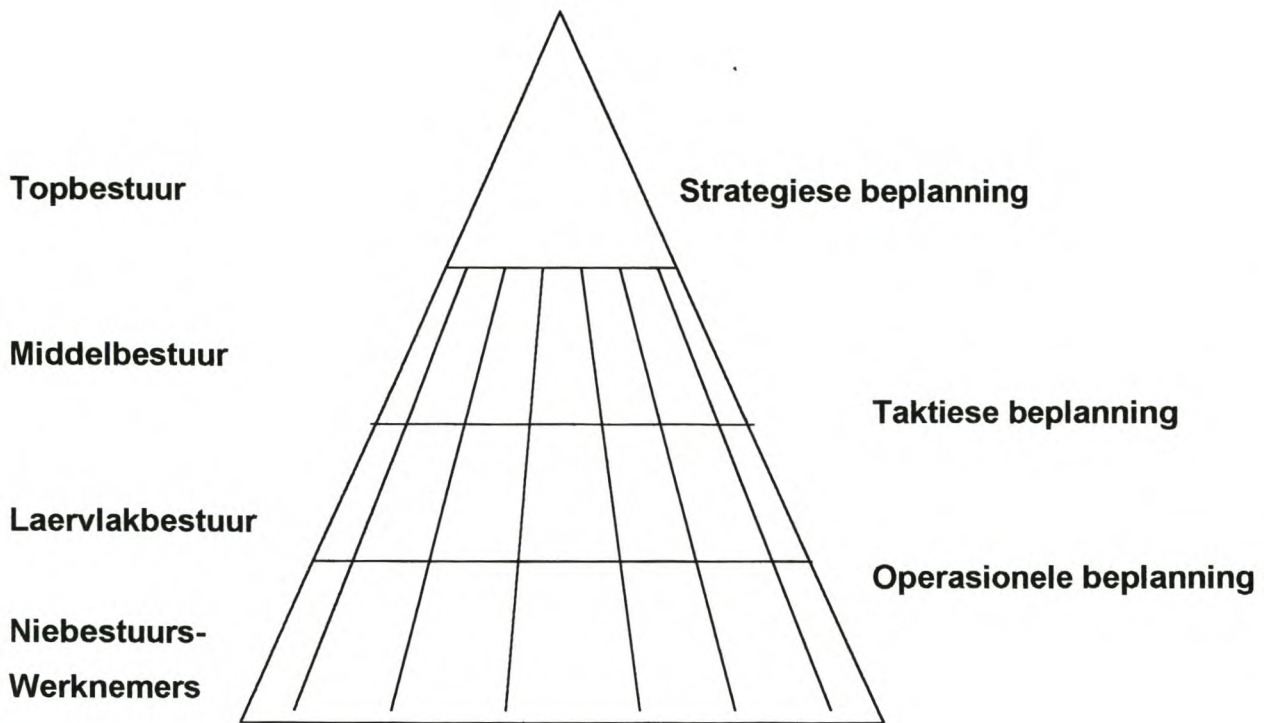 Topbestuur
Strategiese beplanning
Middelbestuur
Taktiese beplanning
Laervlakbestuur
Operasionele beplanning
Niebestuurs-
Werknemers